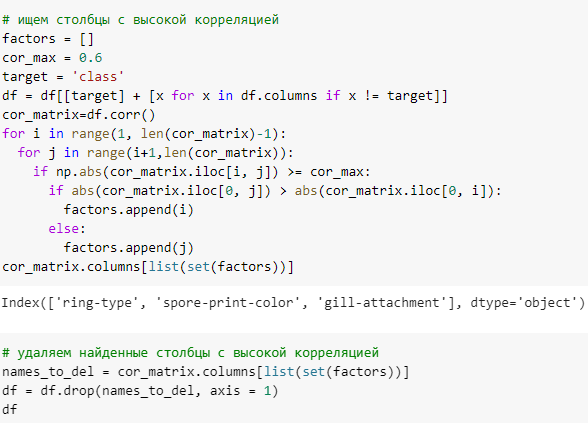 # ищем столбцы с высокой корреляцией
factors = []
cor_max = 0.6
target = 'class'
df = df[[target] + [x for x in df.columns if x != target]]
cor_matrix=df.corr()
for i in range(1, len(cor_matrix)-1):
  for j in range(i+1,len(cor_matrix)):
    if np.abs(cor_matrix.iloc[i, j]) >= cor_max:
      if abs(cor_matrix.iloc[0, j]) > abs(cor_matrix.iloc[0, i]):
        factors.append(i)
      else:
        factors.append(j)
cor_matrix.columns[list(set(factors))]
Index(['ring-type', 'spore-print-color', 'gill-attachment'], dtype='object')
# удаляем найденные столбцы с высокой корреляцией
names_to_del = cor_matrix.columns[list(set(factors))]
df = df.drop(names_to_del, axis = 1)
df